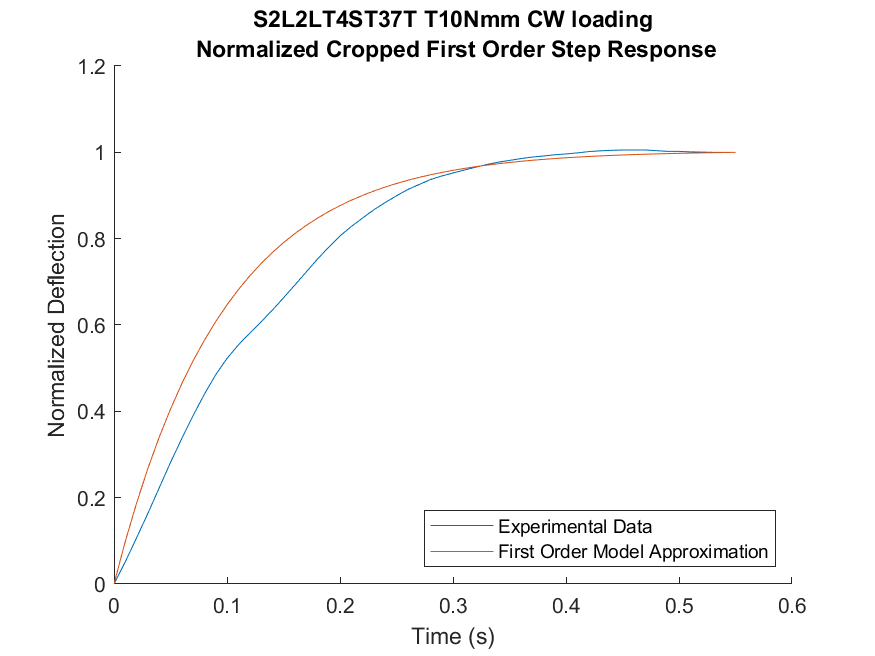 S2L2LT4ST37T T10Nmm CW loading
Normalized Cropped First Order Step Response
1.2
1
0.8
0.6
0.4
0.2
0
Normalized Deflection
Experimental Data
First Order Model Approximation
0
0.1
0.2
0.3
0.4
0.5
0.6
Time (s)